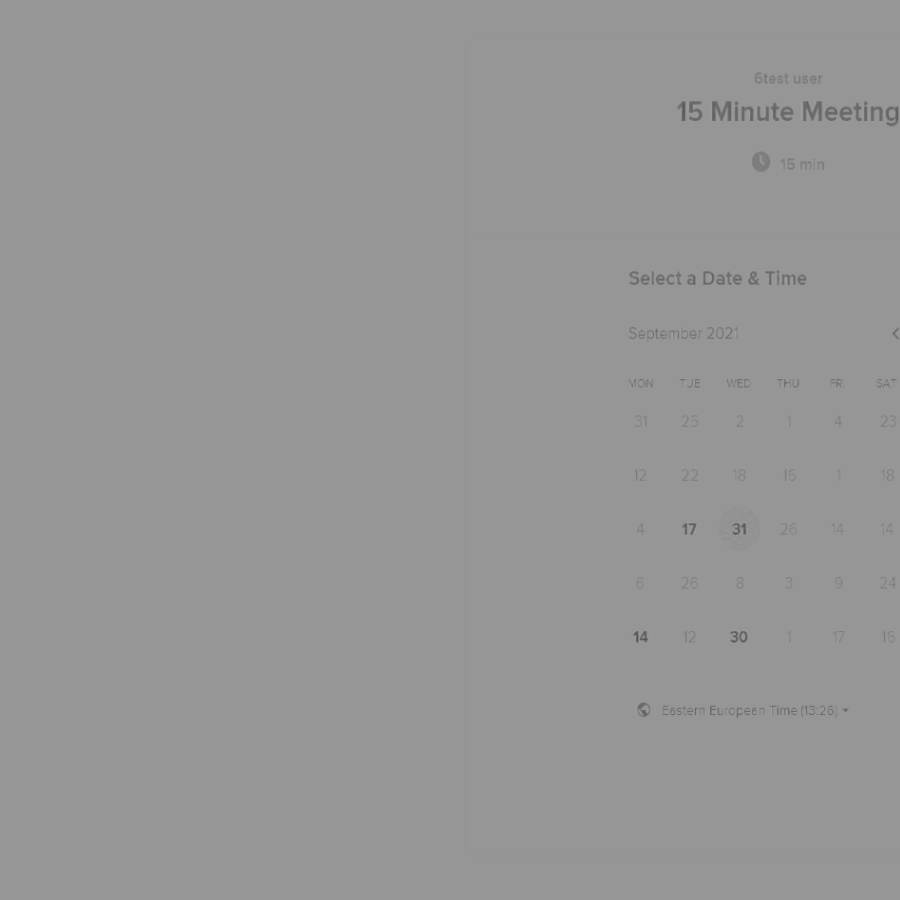 6test user
15 Minute Meeting
15 min
Select a Date & Time
September 2021
MON TUE WED THU FR. SAT
31 25 2 1 4 23
12 22 18 16 1 18
4 17 31 26 14 14
6 26 8 3 9 24
14 12 30 1 17 16
Eastern European Time (13:26)